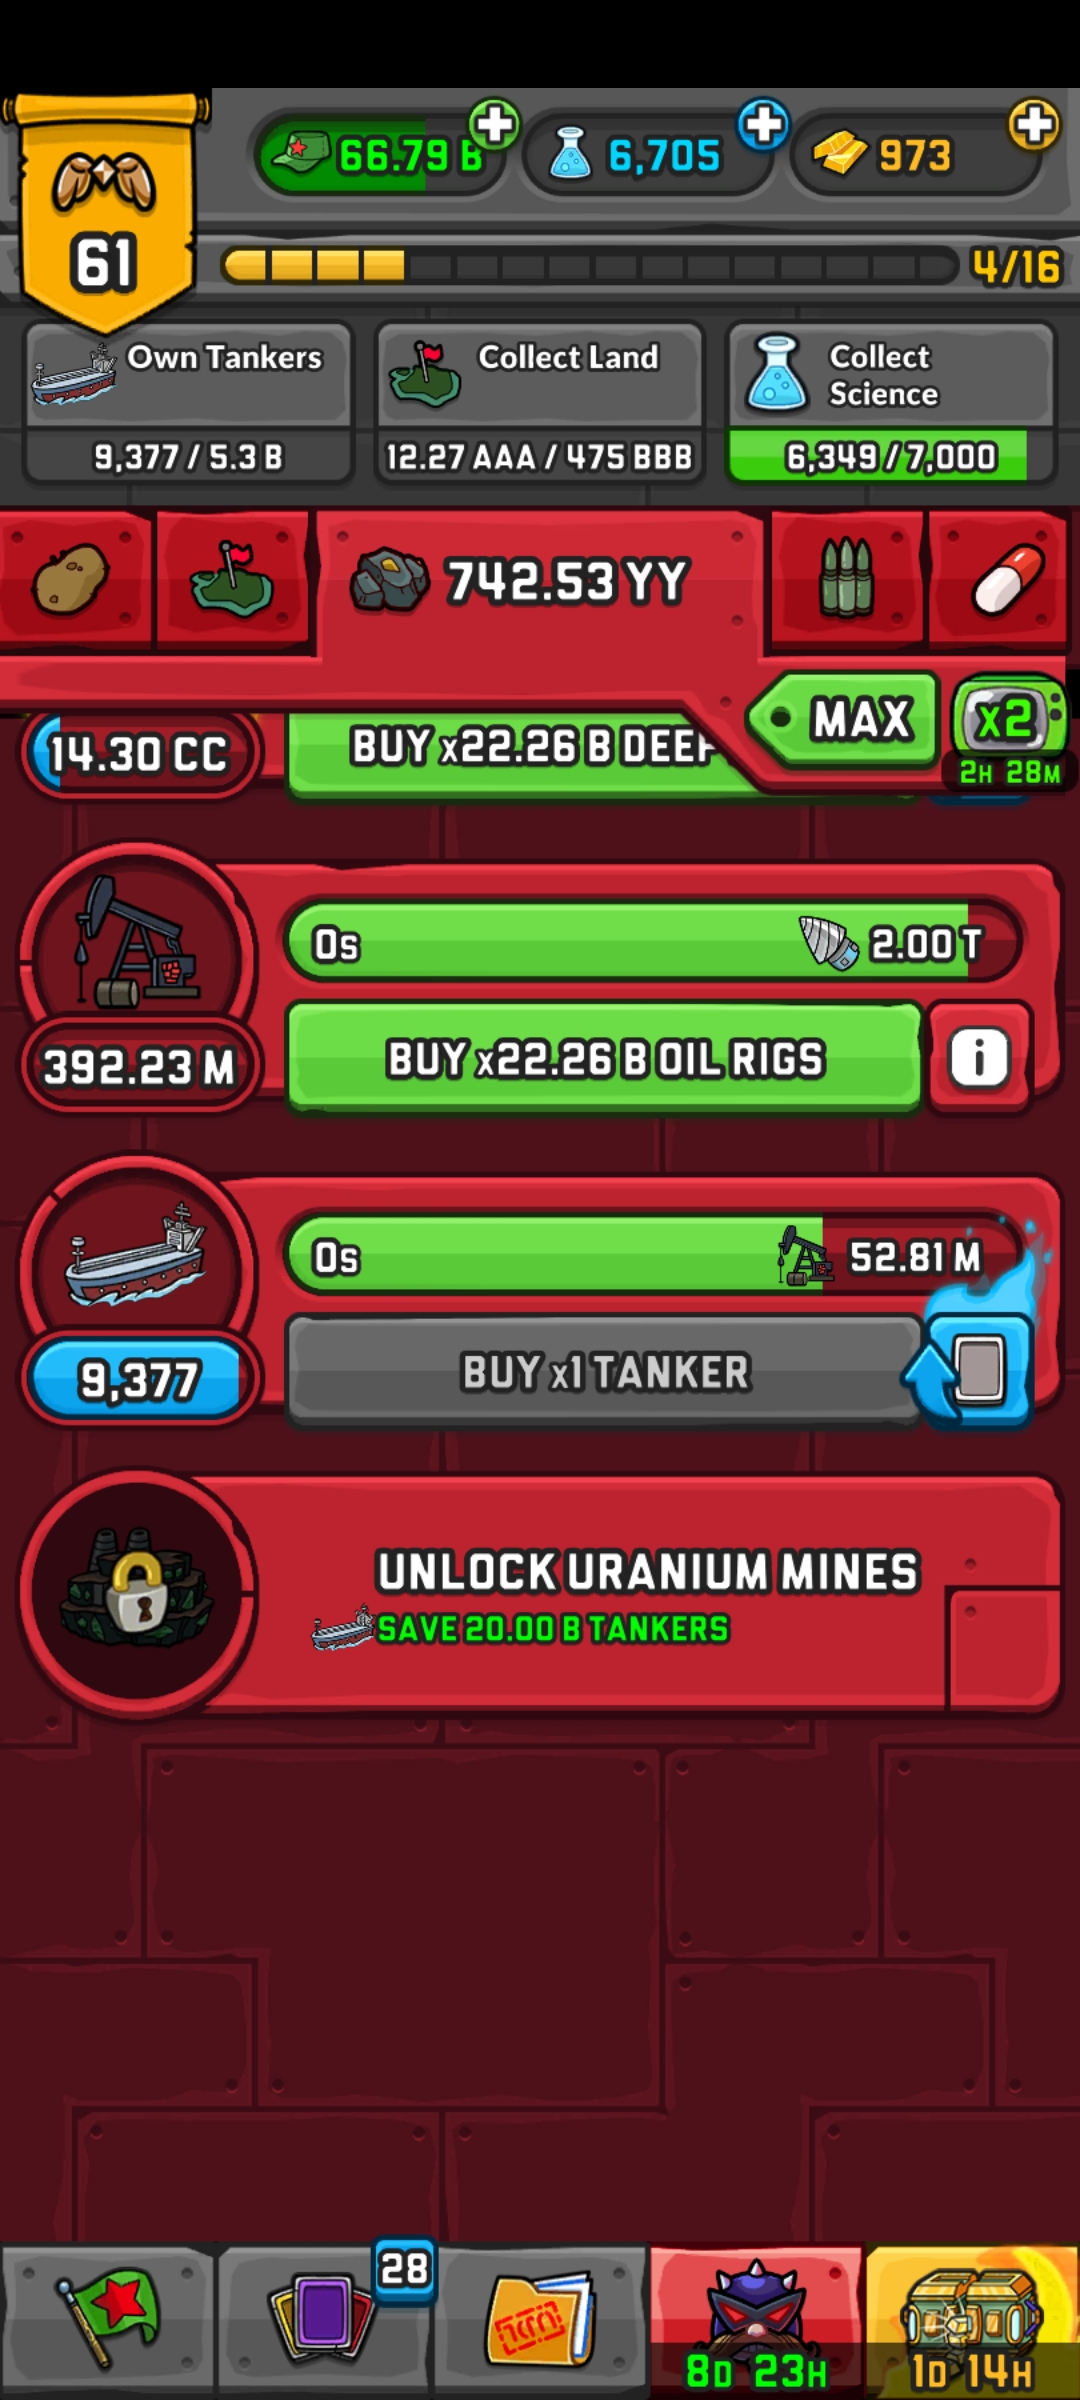 66.79 B
6,705
973
61
4/16
Own Tankers
9,377 / 5.3 B
Collect Land
12.27 AAA / 475 BBB
Collect
Science
6,349 / 7,000
742.53 YY
MAX
x2
2H 28M
14.30 CC
BUY x22.26 B DEEP
0s
2.00 T
392.23 M
BUY x22.26 B OIL RIGS
i
0s
52.81 M
9,377
BUY x1 TANKER
UNLOCK URANIUM MINES
SAVE 20.00 B TANKERS
28
8D 23H
1D 14H